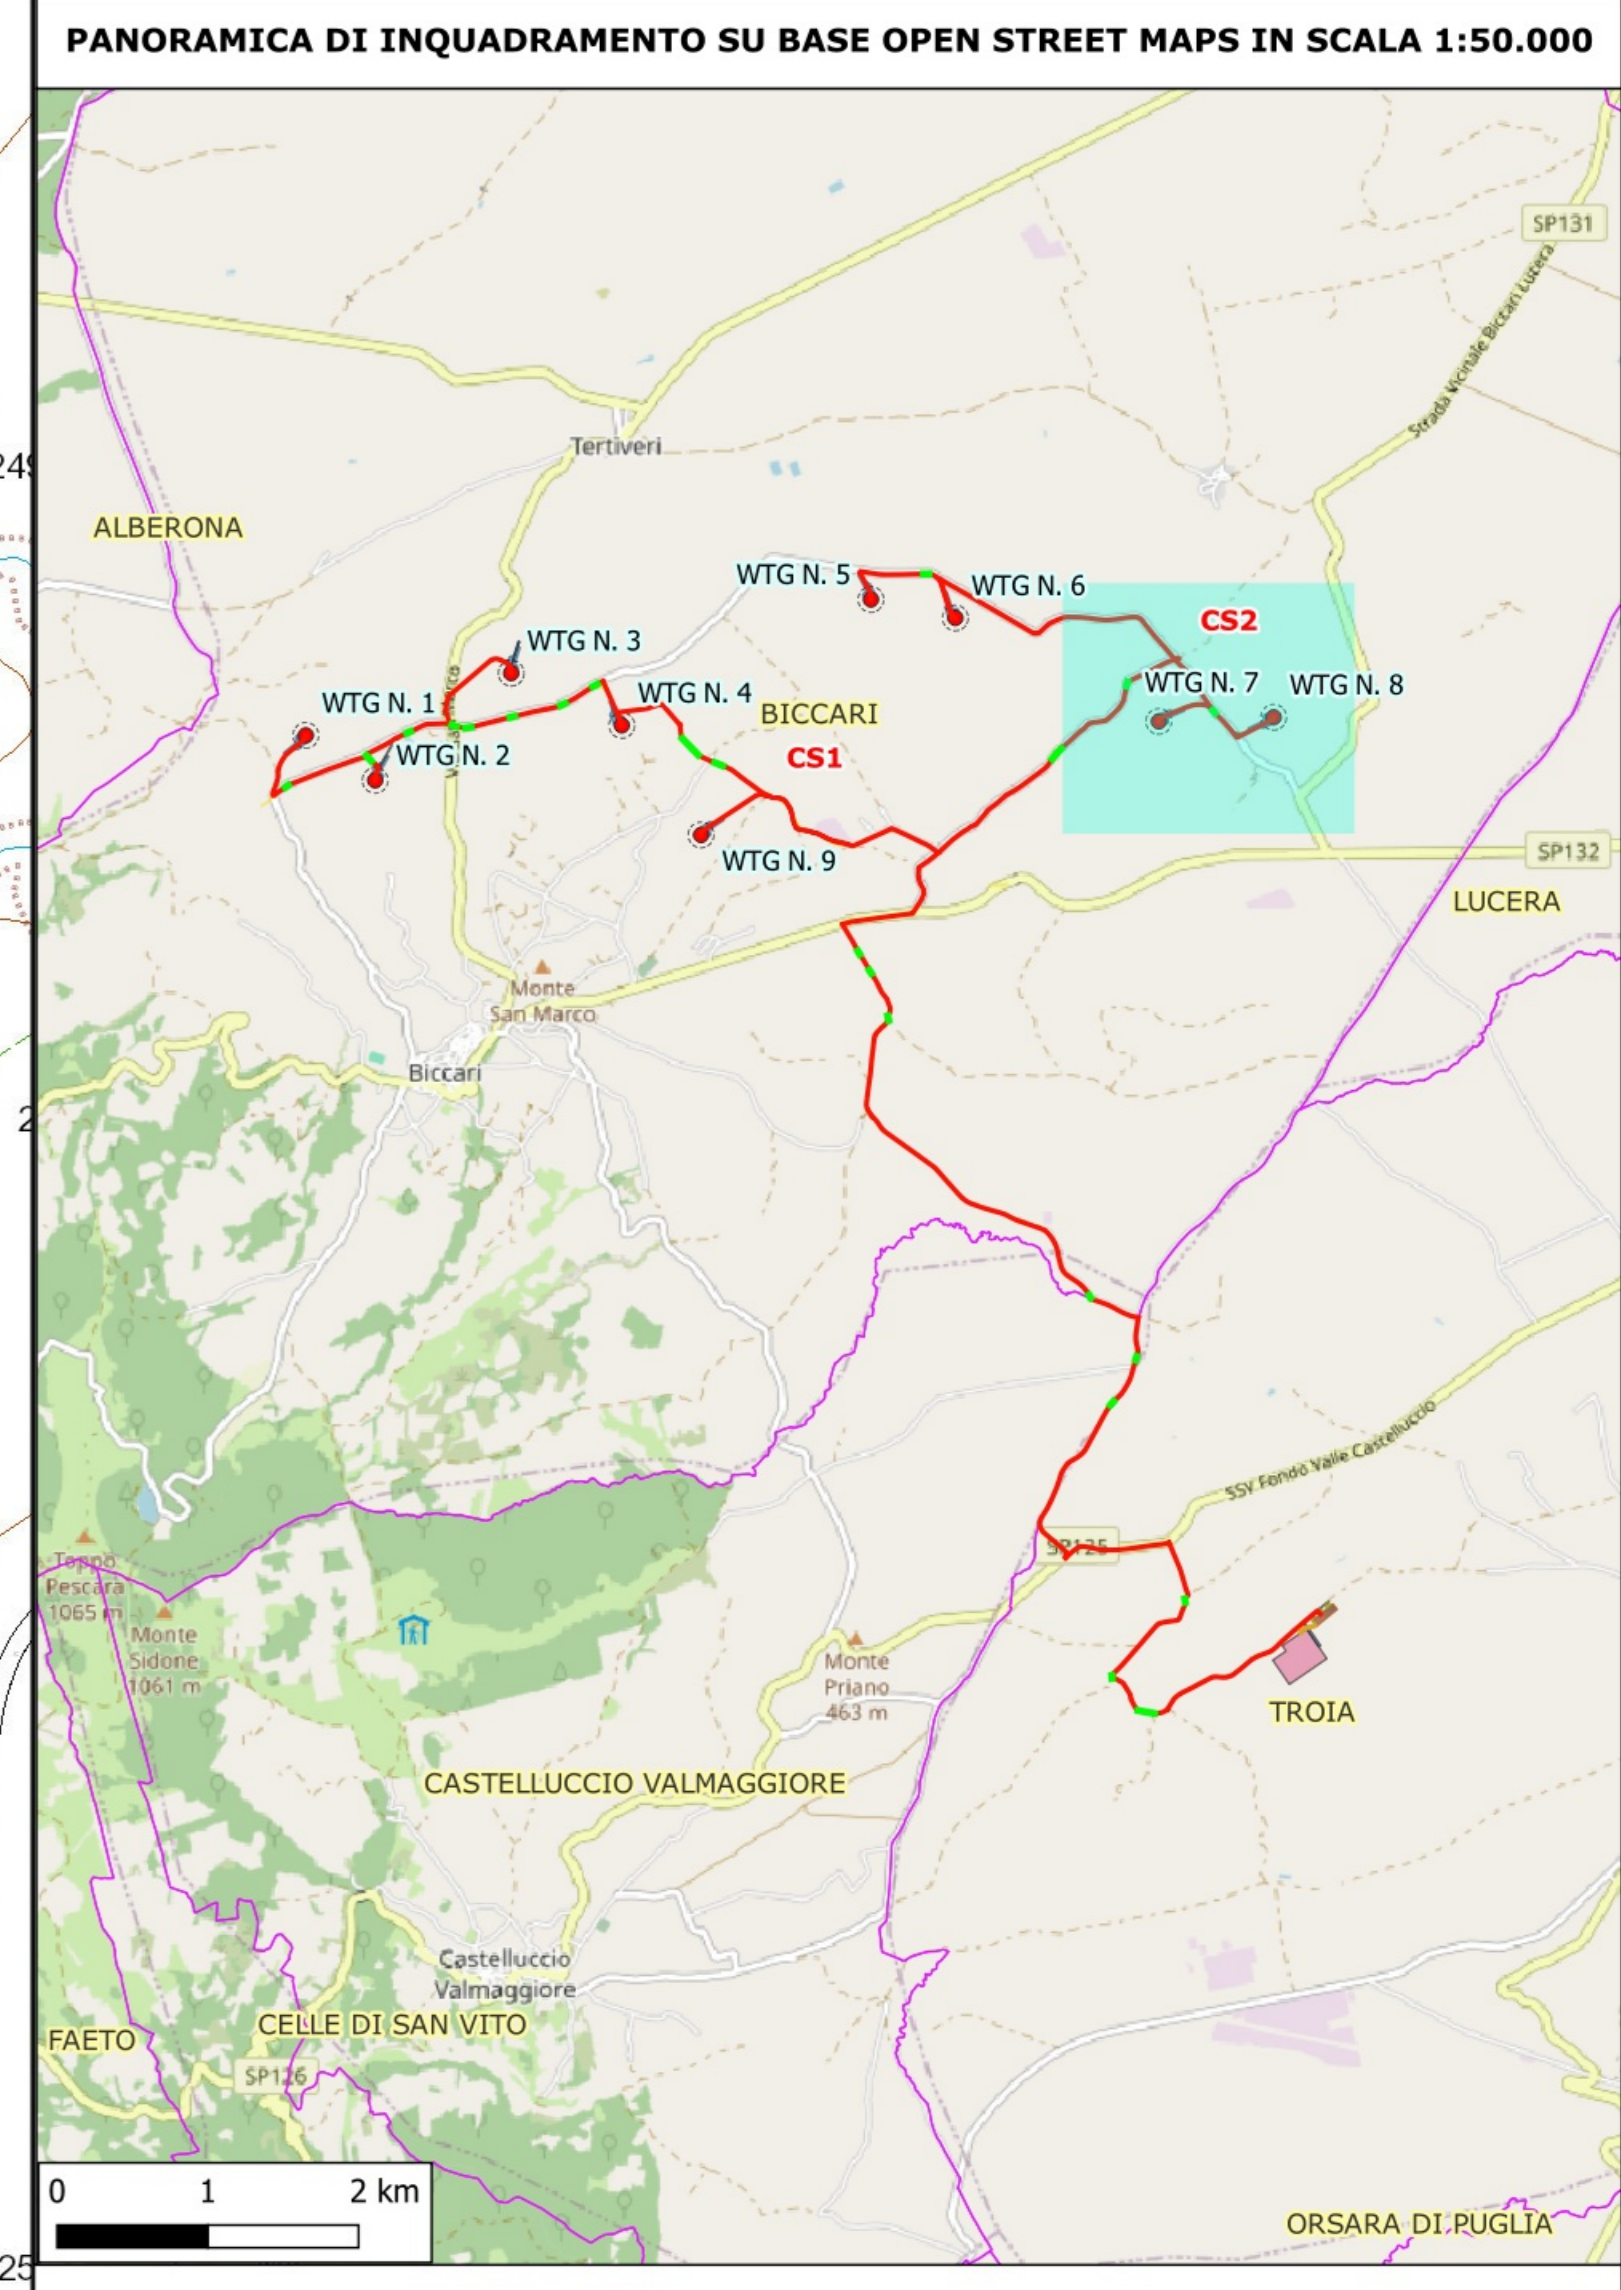 PANORAMICA DI INQUADRAMENTO SU BASE OPEN STREET MAPS IN SCALA 1:50.000
SP131
Strada Vicinale Biccari Lucera
Tertiveri
ALBERONA
WTG N. 5
WTG N. 6
CS2
WTG N. 3
WTG N. 7
WTG N. 8
WTG N. 1
WTG N. 4
BICCARI
WTG N. 2
CS1
SP132
WTG N. 9
LUCERA
Monte
San Marco
Biccari
SSV Fondo Valle Castelluccio
SP125
Toppo
Pescara
1065 m
Monte
Sidone
1061 m
Monte
Priano
463 m
TROIA
CASTELLUCCIO VALMAGGIORE
Castelluccio
Valmaggiore
CELLE DI SAN VITO
FAETO
SP126
0 1 2 km
ORSARA DI PUGLIA
25